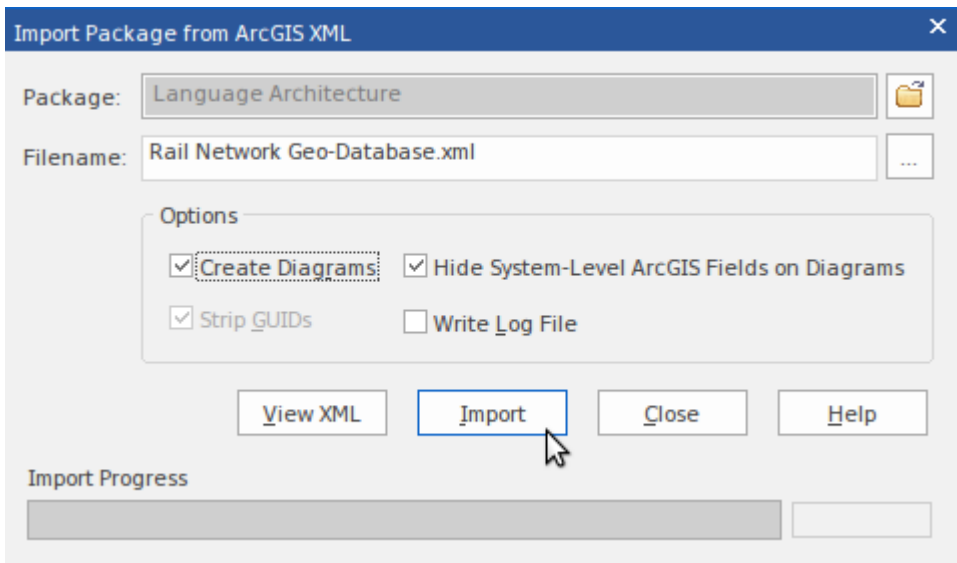 Import Package from ArcGIS XML
Package: Language Architecture
Filename: Rail Network Geo-Database.xml ...
Options
Create Diagrams Hide System-Level ArcGIS Fields on Diagrams
Strip GUIDs Write Log File
View XML Import Close Help
Import Progress